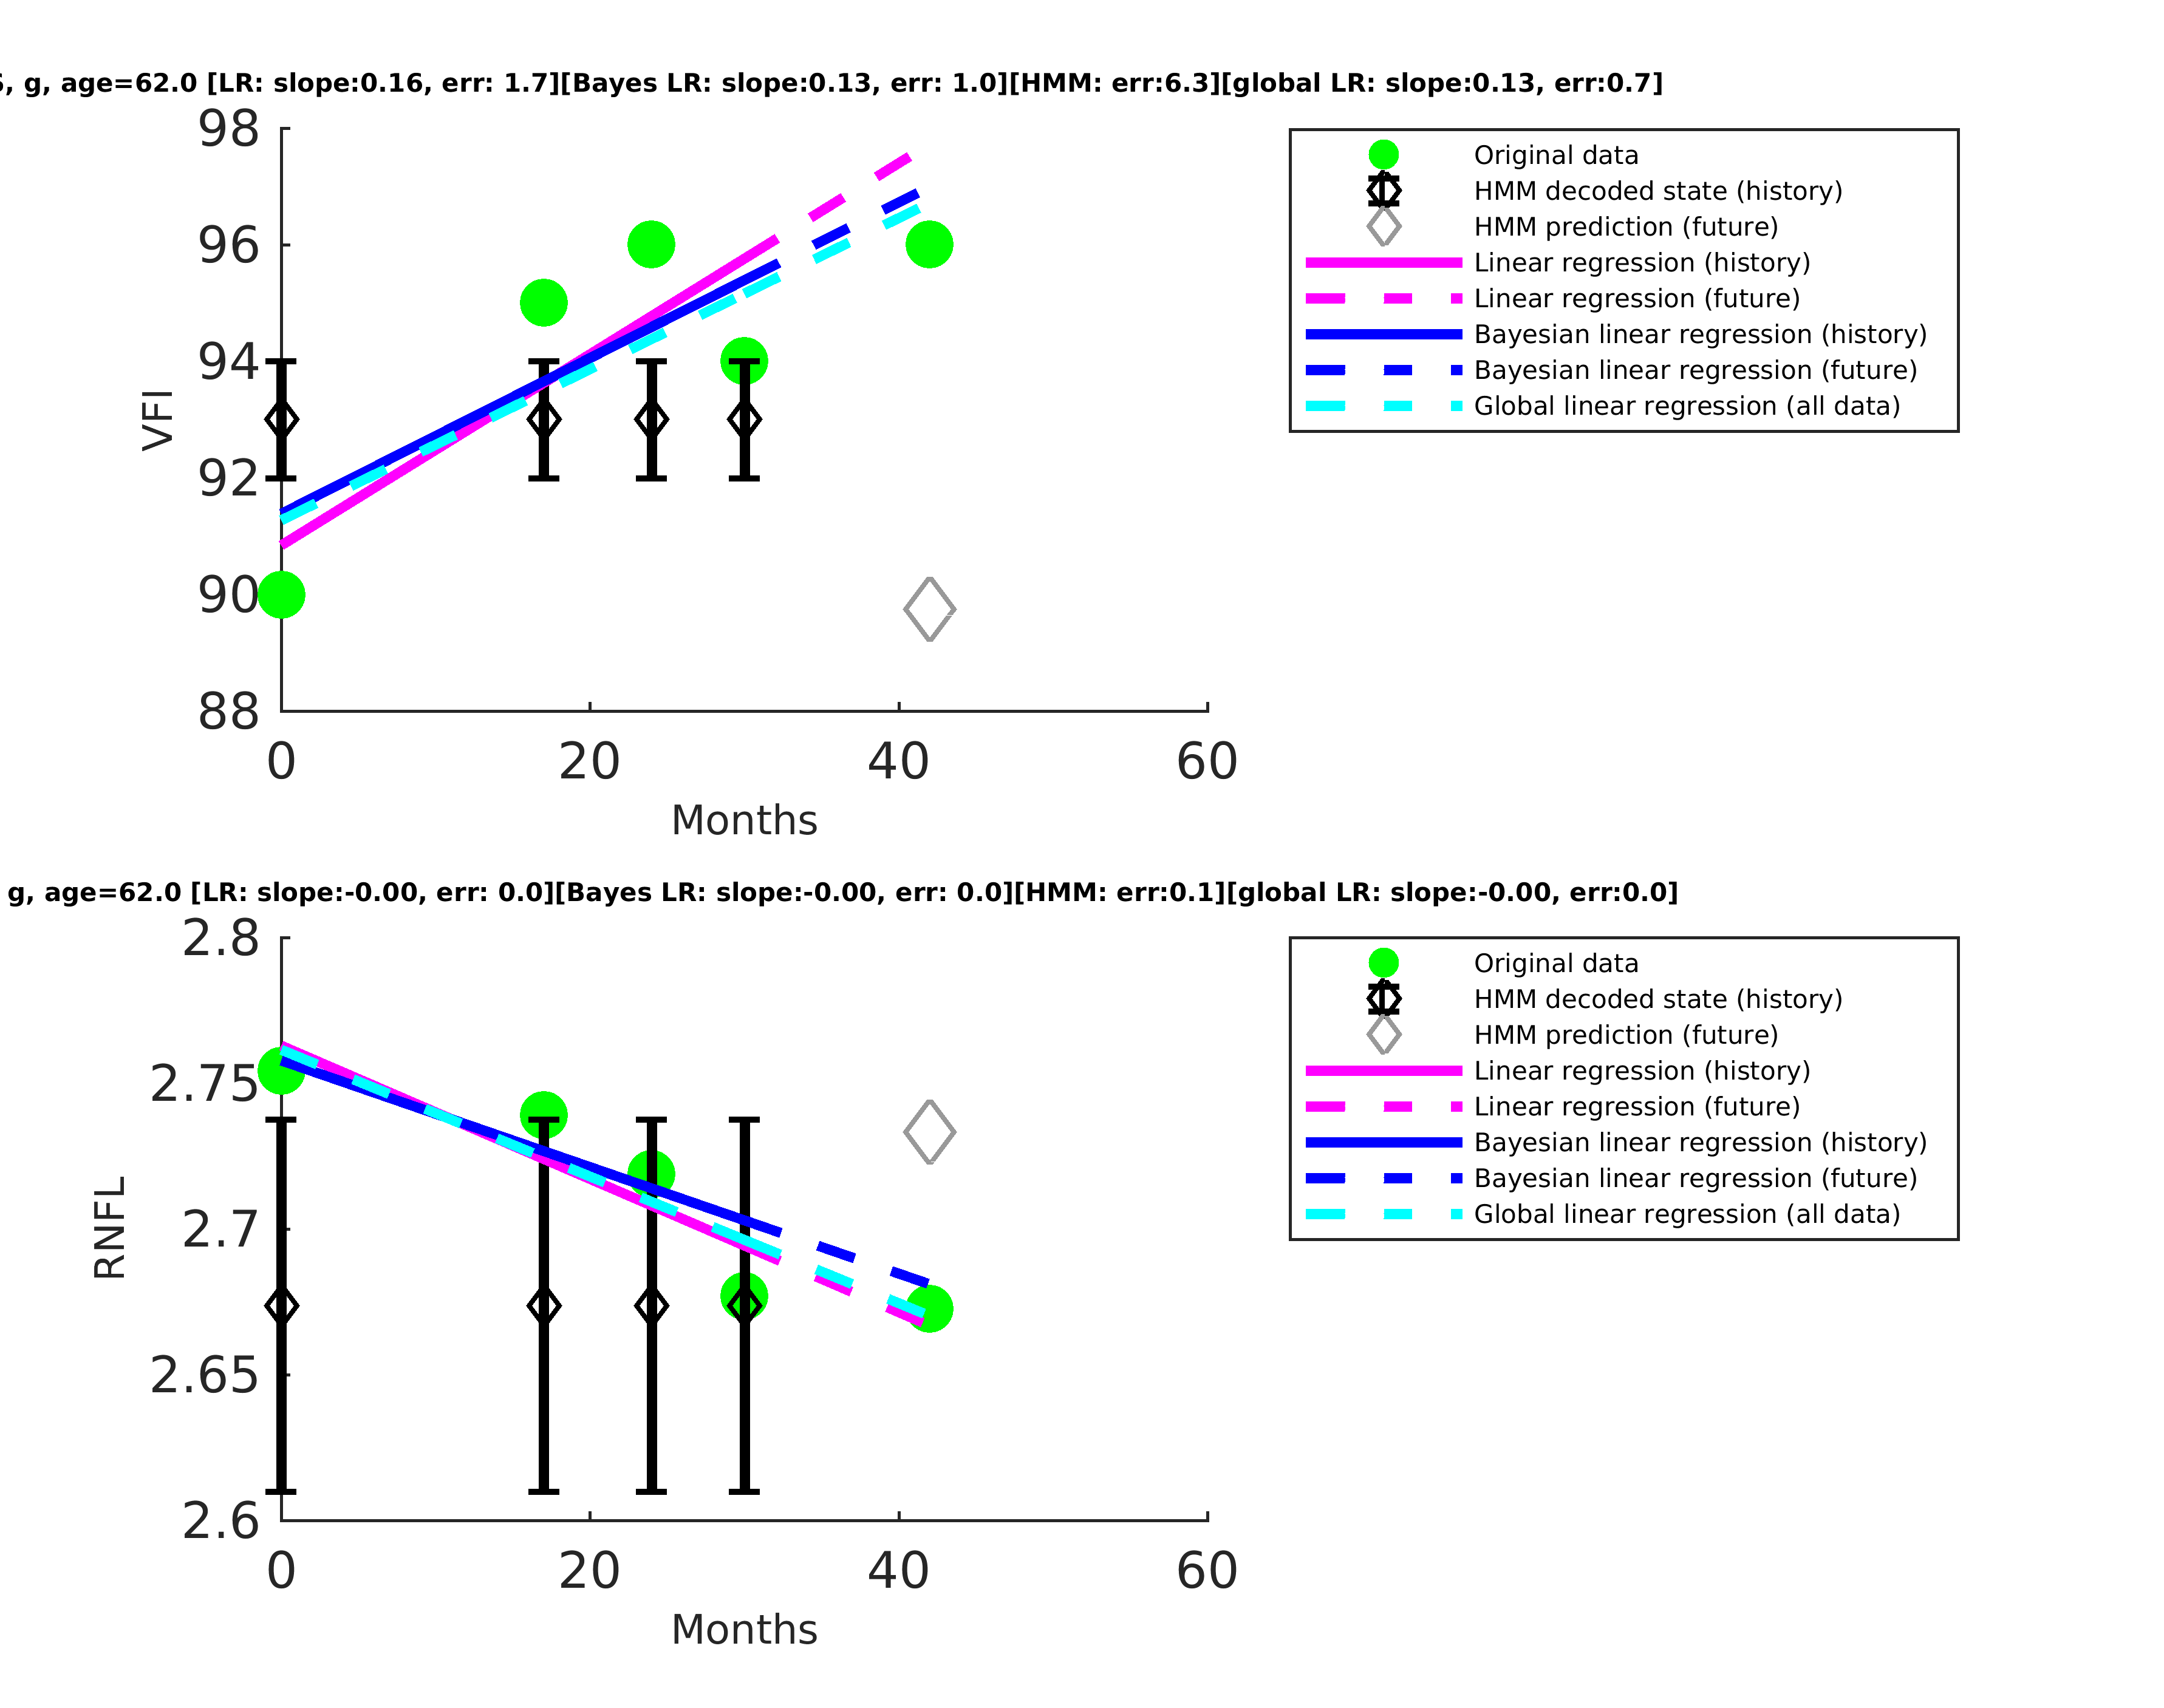 , g, age=62.0 [LR: slope:0.16, err: 1.7][Bayes LR: slope:0.13, err: 1.0][HMM: err:6.3][global LR: slope:0.13, err:0.7]
98
96
94
92
90
88
VFI
0 20 40 60
Months
Original data
HMM decoded state (history)
HMM prediction (future)
Linear regression (history)
Linear regression (future)
Bayesian linear regression (history)
Bayesian linear regression (future)
Global linear regression (all data)
g, age=62.0 [LR: slope:-0.00, err: 0.0][Bayes LR: slope:-0.00, err: 0.0][HMM: err:0.1][global LR: slope:-0.00, err:0.0]
2.8
2.75
2.7
2.65
2.6
RNFL
0 20 40 60
Months
Original data
HMM decoded state (history)
HMM prediction (future)
Linear regression (history)
Linear regression (future)
Bayesian linear regression (history)
Bayesian linear regression (future)
Global linear regression (all data)